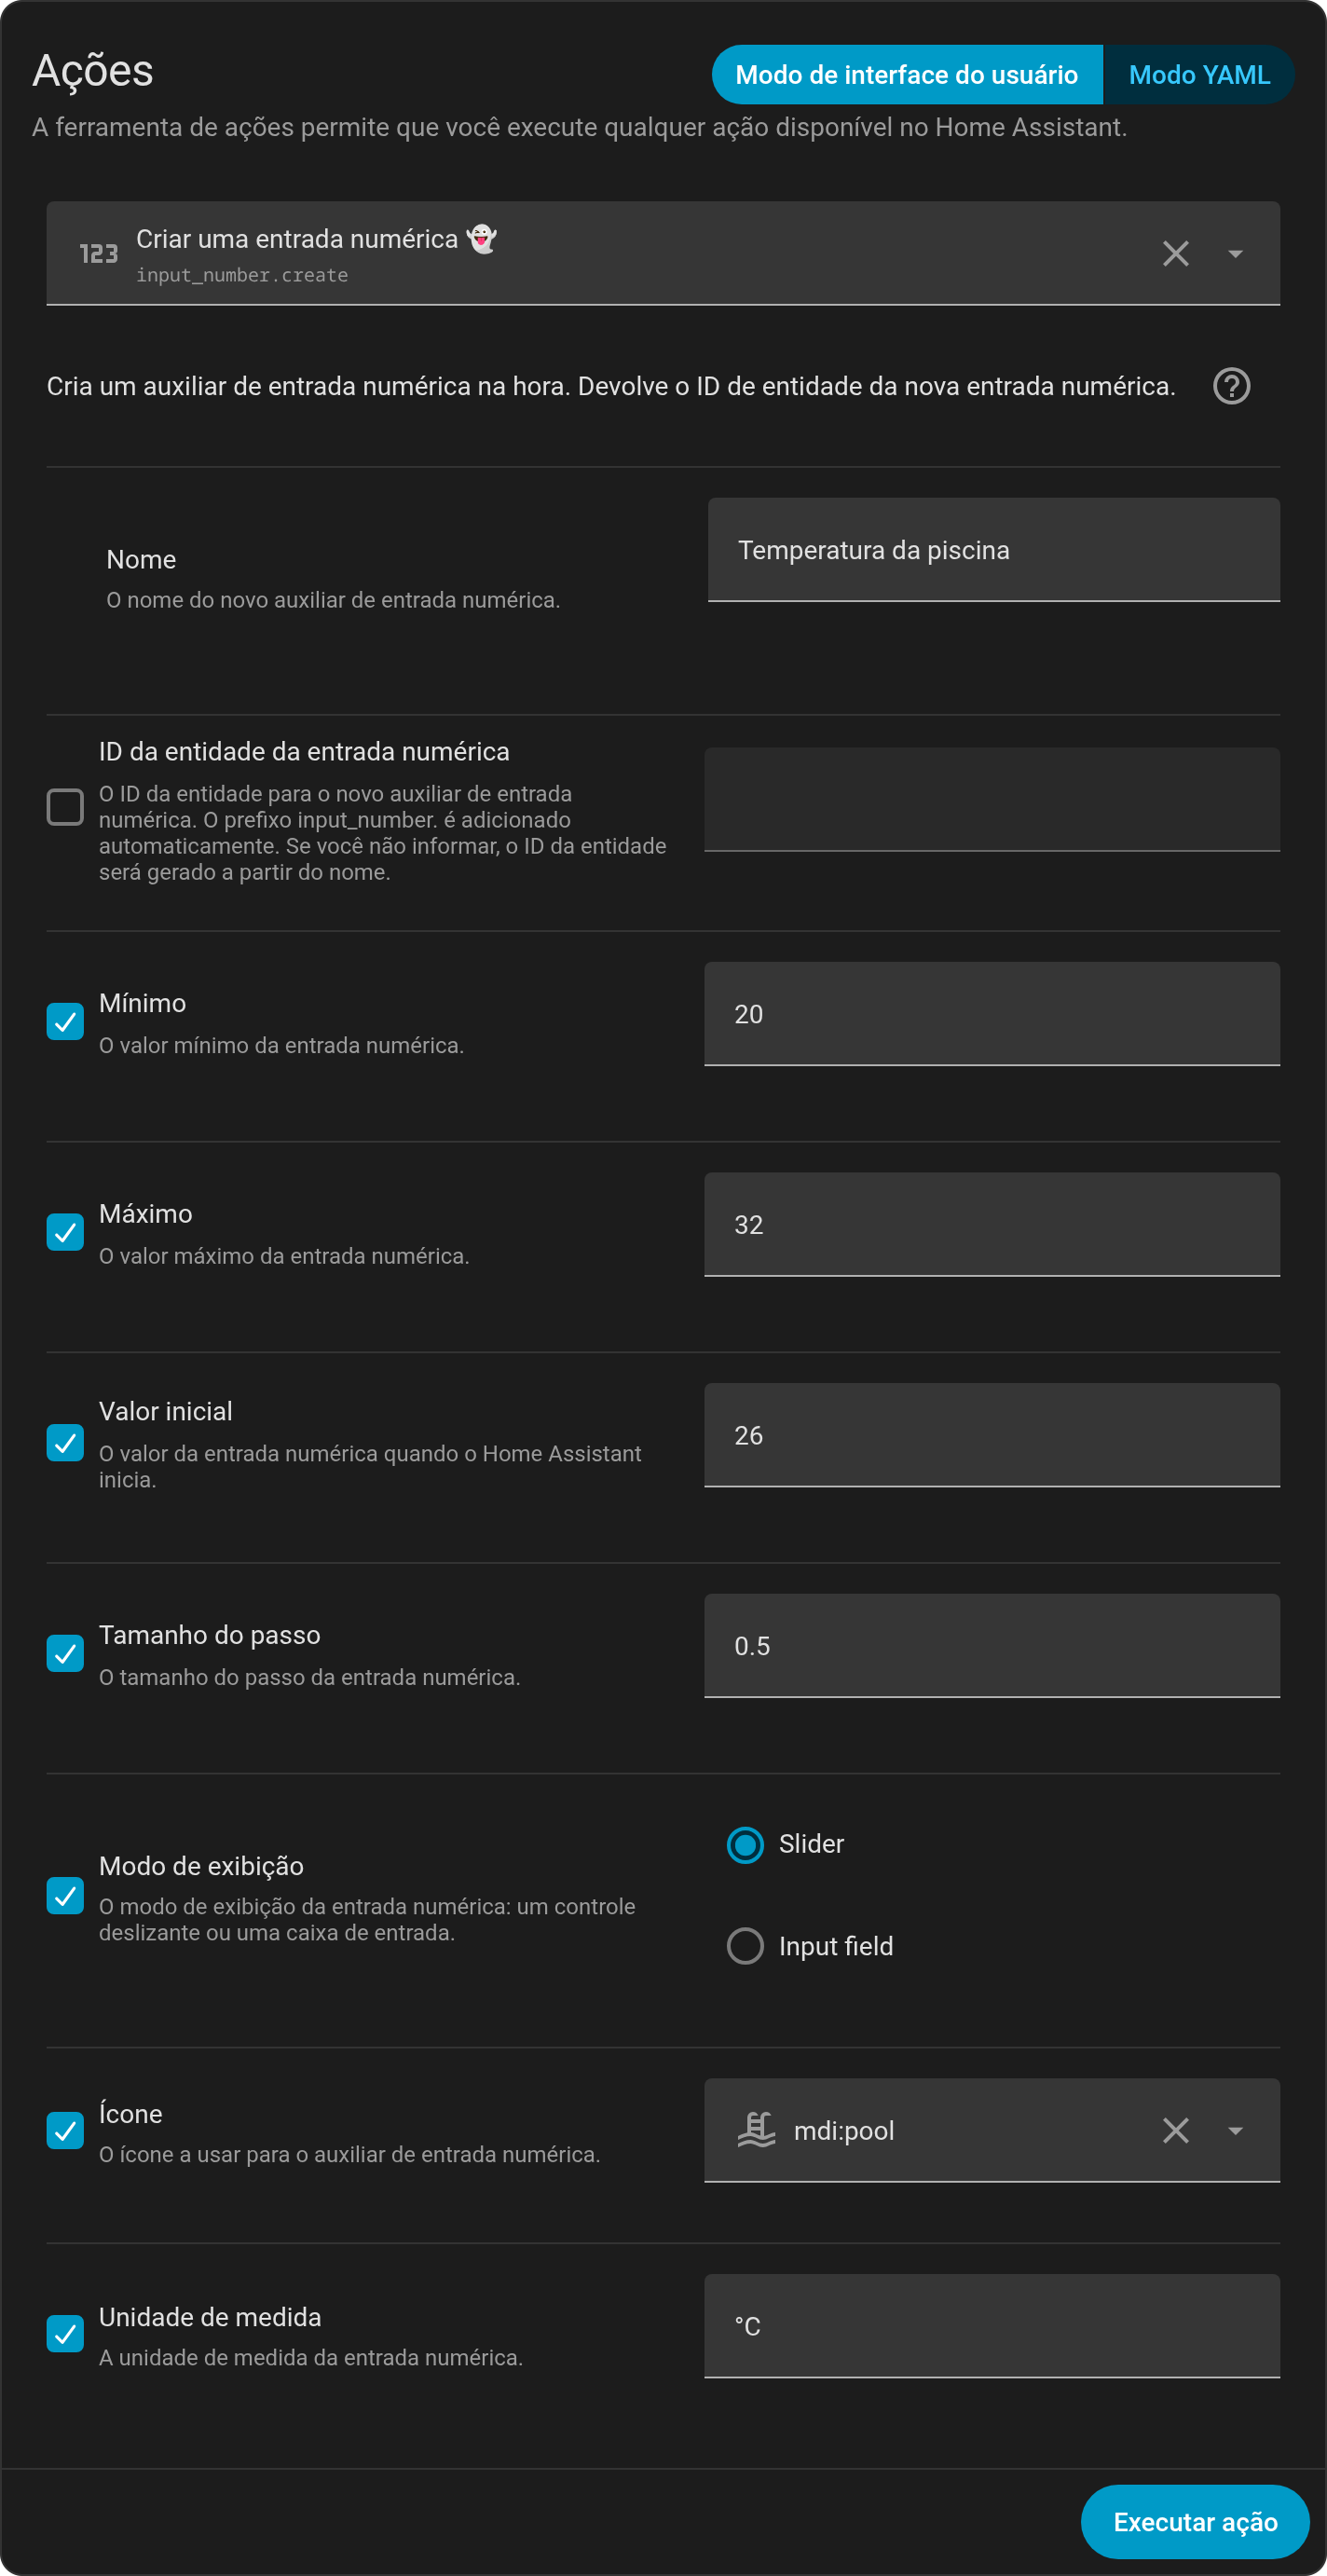 Ações
Modo de interface do usuário
Modo YAML
A ferramenta de ações permite que você execute qualquer ação disponível no Home Assistant.
123
Criar uma entrada numérica 👻
input_number.create
Cria um auxiliar de entrada numérica na hora. Devolve o ID de entidade da nova entrada numérica.
Nome
O nome do novo auxiliar de entrada numérica.
Temperatura da piscina
ID da entidade da entrada numérica
O ID da entidade para o novo auxiliar de entrada
numérica. O prefixo input_number. é adicionado
automaticamente. Se você não informar, o ID da entidade
será gerado a partir do nome.
Mínimo
O valor mínimo da entrada numérica.
20
Máximo
O valor máximo da entrada numérica.
32
Valor inicial
O valor da entrada numérica quando o Home Assistant
inicia.
26
Tamanho do passo
O tamanho do passo da entrada numérica.
0.5
Modo de exibição
O modo de exibição da entrada numérica: um controle
deslizante ou uma caixa de entrada.
Slider
Input field
Ícone
O ícone a usar para o auxiliar de entrada numérica.
mdi:pool
Unidade de medida
A unidade de medida da entrada numérica.
°C
Executar ação